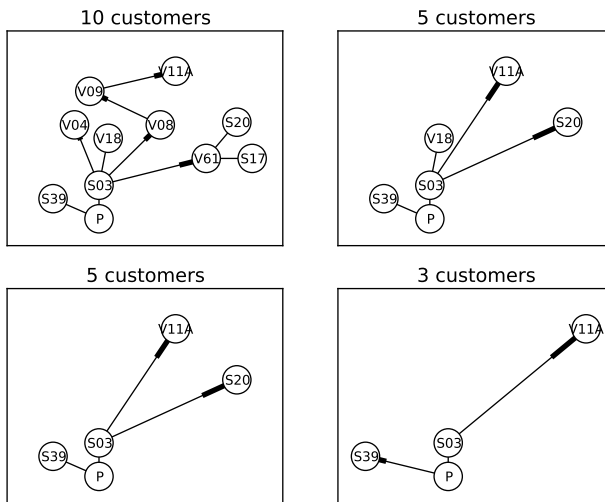 10 customers
V11A
V09
V04
V18
V08
S20
V61
S17
S03
S39
P
5 customers
V11A
S20
V18
S03
S39
P
5 customers
V11A
S20
S03
S39
P
3 customers
V11A
S03
S39
P